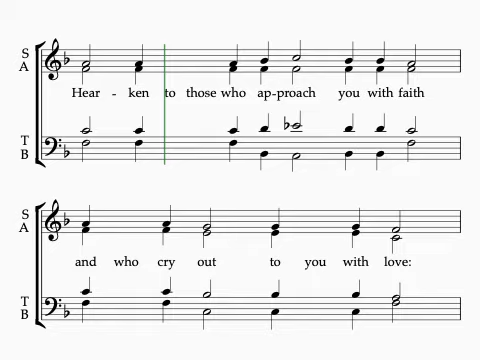 S
A
Hear - ken to those who ap-proach you with faith
T
B
S
A
and who cry out to you with love:
T
B